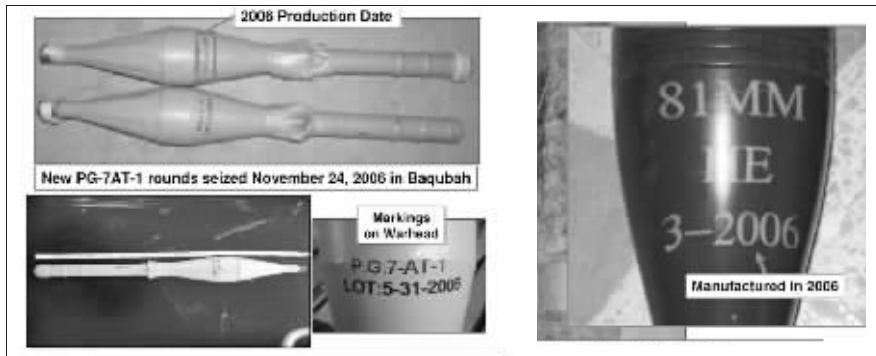 2006 Production Date
New PG-7AT-1 rounds seized November 24, 2006 in Baqubah
Markings
on Warhead
P.G.7-AT-1
LOT:5-31-2006
81MM
HE
3-2006
Manufactured in 2006